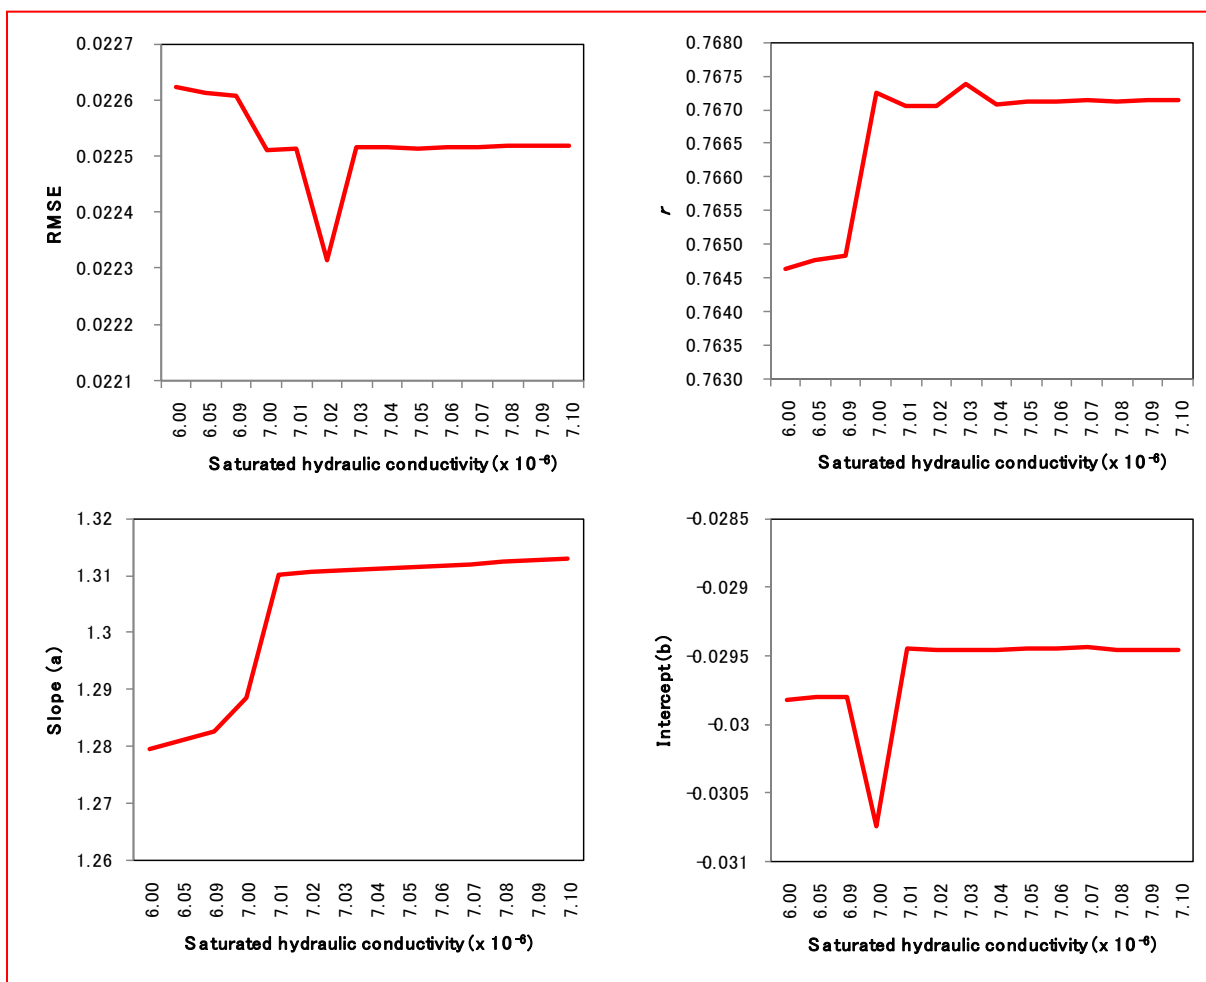 0.0227
0.0226
0.0225
0.0224
0.0223
0.0222
0.0221
RMSE
6.00 6.05 6.09 7.00 7.01 7.02 7.03 7.04 7.05 7.06 7.07 7.08 7.09 7.10
Saturated hydraulic conductivity (x 10⁻⁶)
0.7680
0.7675
0.7670
0.7665
0.7660
0.7655
0.7650
0.7645
0.7640
0.7635
0.7630
r
6.00 6.05 6.09 7.00 7.01 7.02 7.03 7.04 7.05 7.06 7.07 7.08 7.09 7.10
Saturated hydraulic conductivity (x 10⁻⁶)
1.32
1.31
1.3
1.29
1.28
1.27
1.26
Slope (a)
6.00 6.05 6.09 7.00 7.01 7.02 7.03 7.04 7.05 7.06 7.07 7.08 7.09 7.10
Saturated hydraulic conductivity (x 10⁻⁶)
-0.0285
-0.029
-0.0295
-0.03
-0.0305
-0.031
Intercept (b)
6.00 6.05 6.09 7.00 7.01 7.02 7.03 7.04 7.05 7.06 7.07 7.08 7.09 7.10
Saturated hydraulic conductivity (x 10⁻⁶)